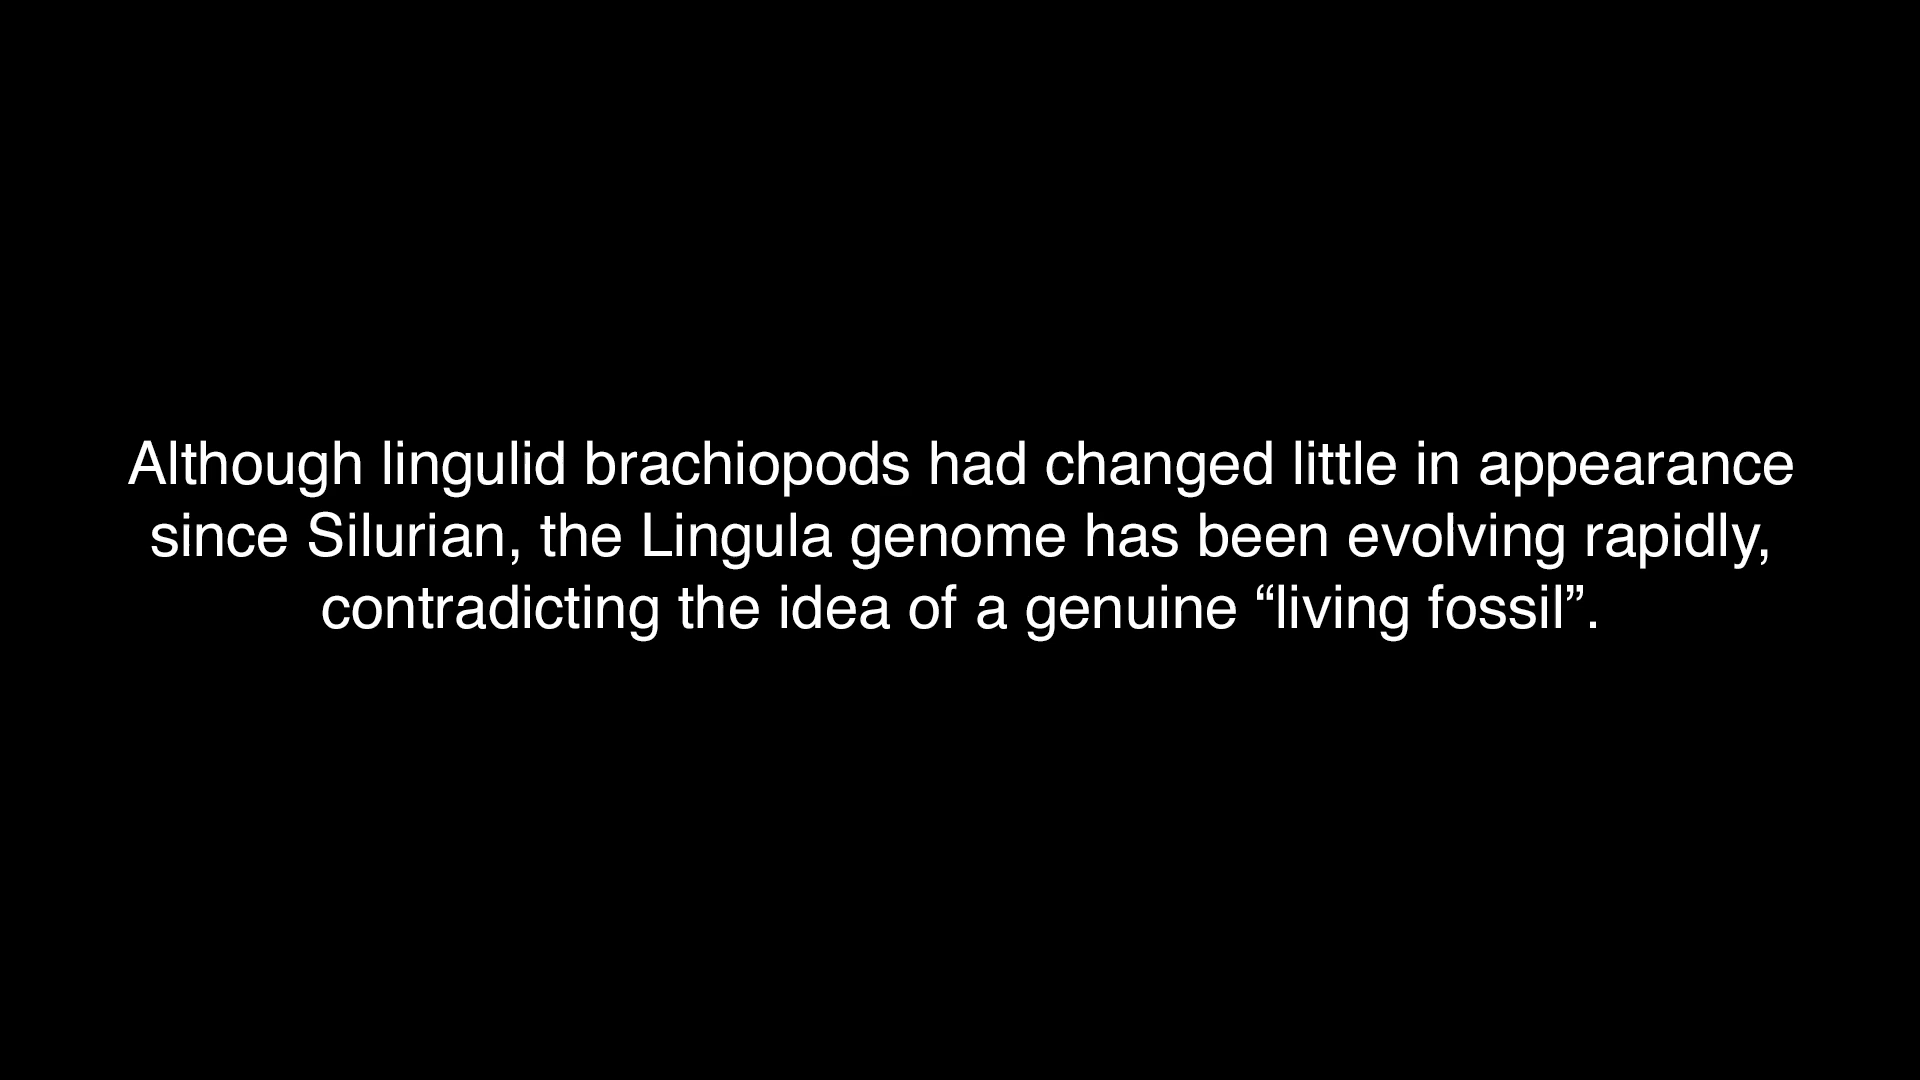 Although lingulid brachiopods had changed little in appearance
since Silurian, the Lingula genome has been evolving rapidly,
contradicting the idea of a genuine “living fossil”.